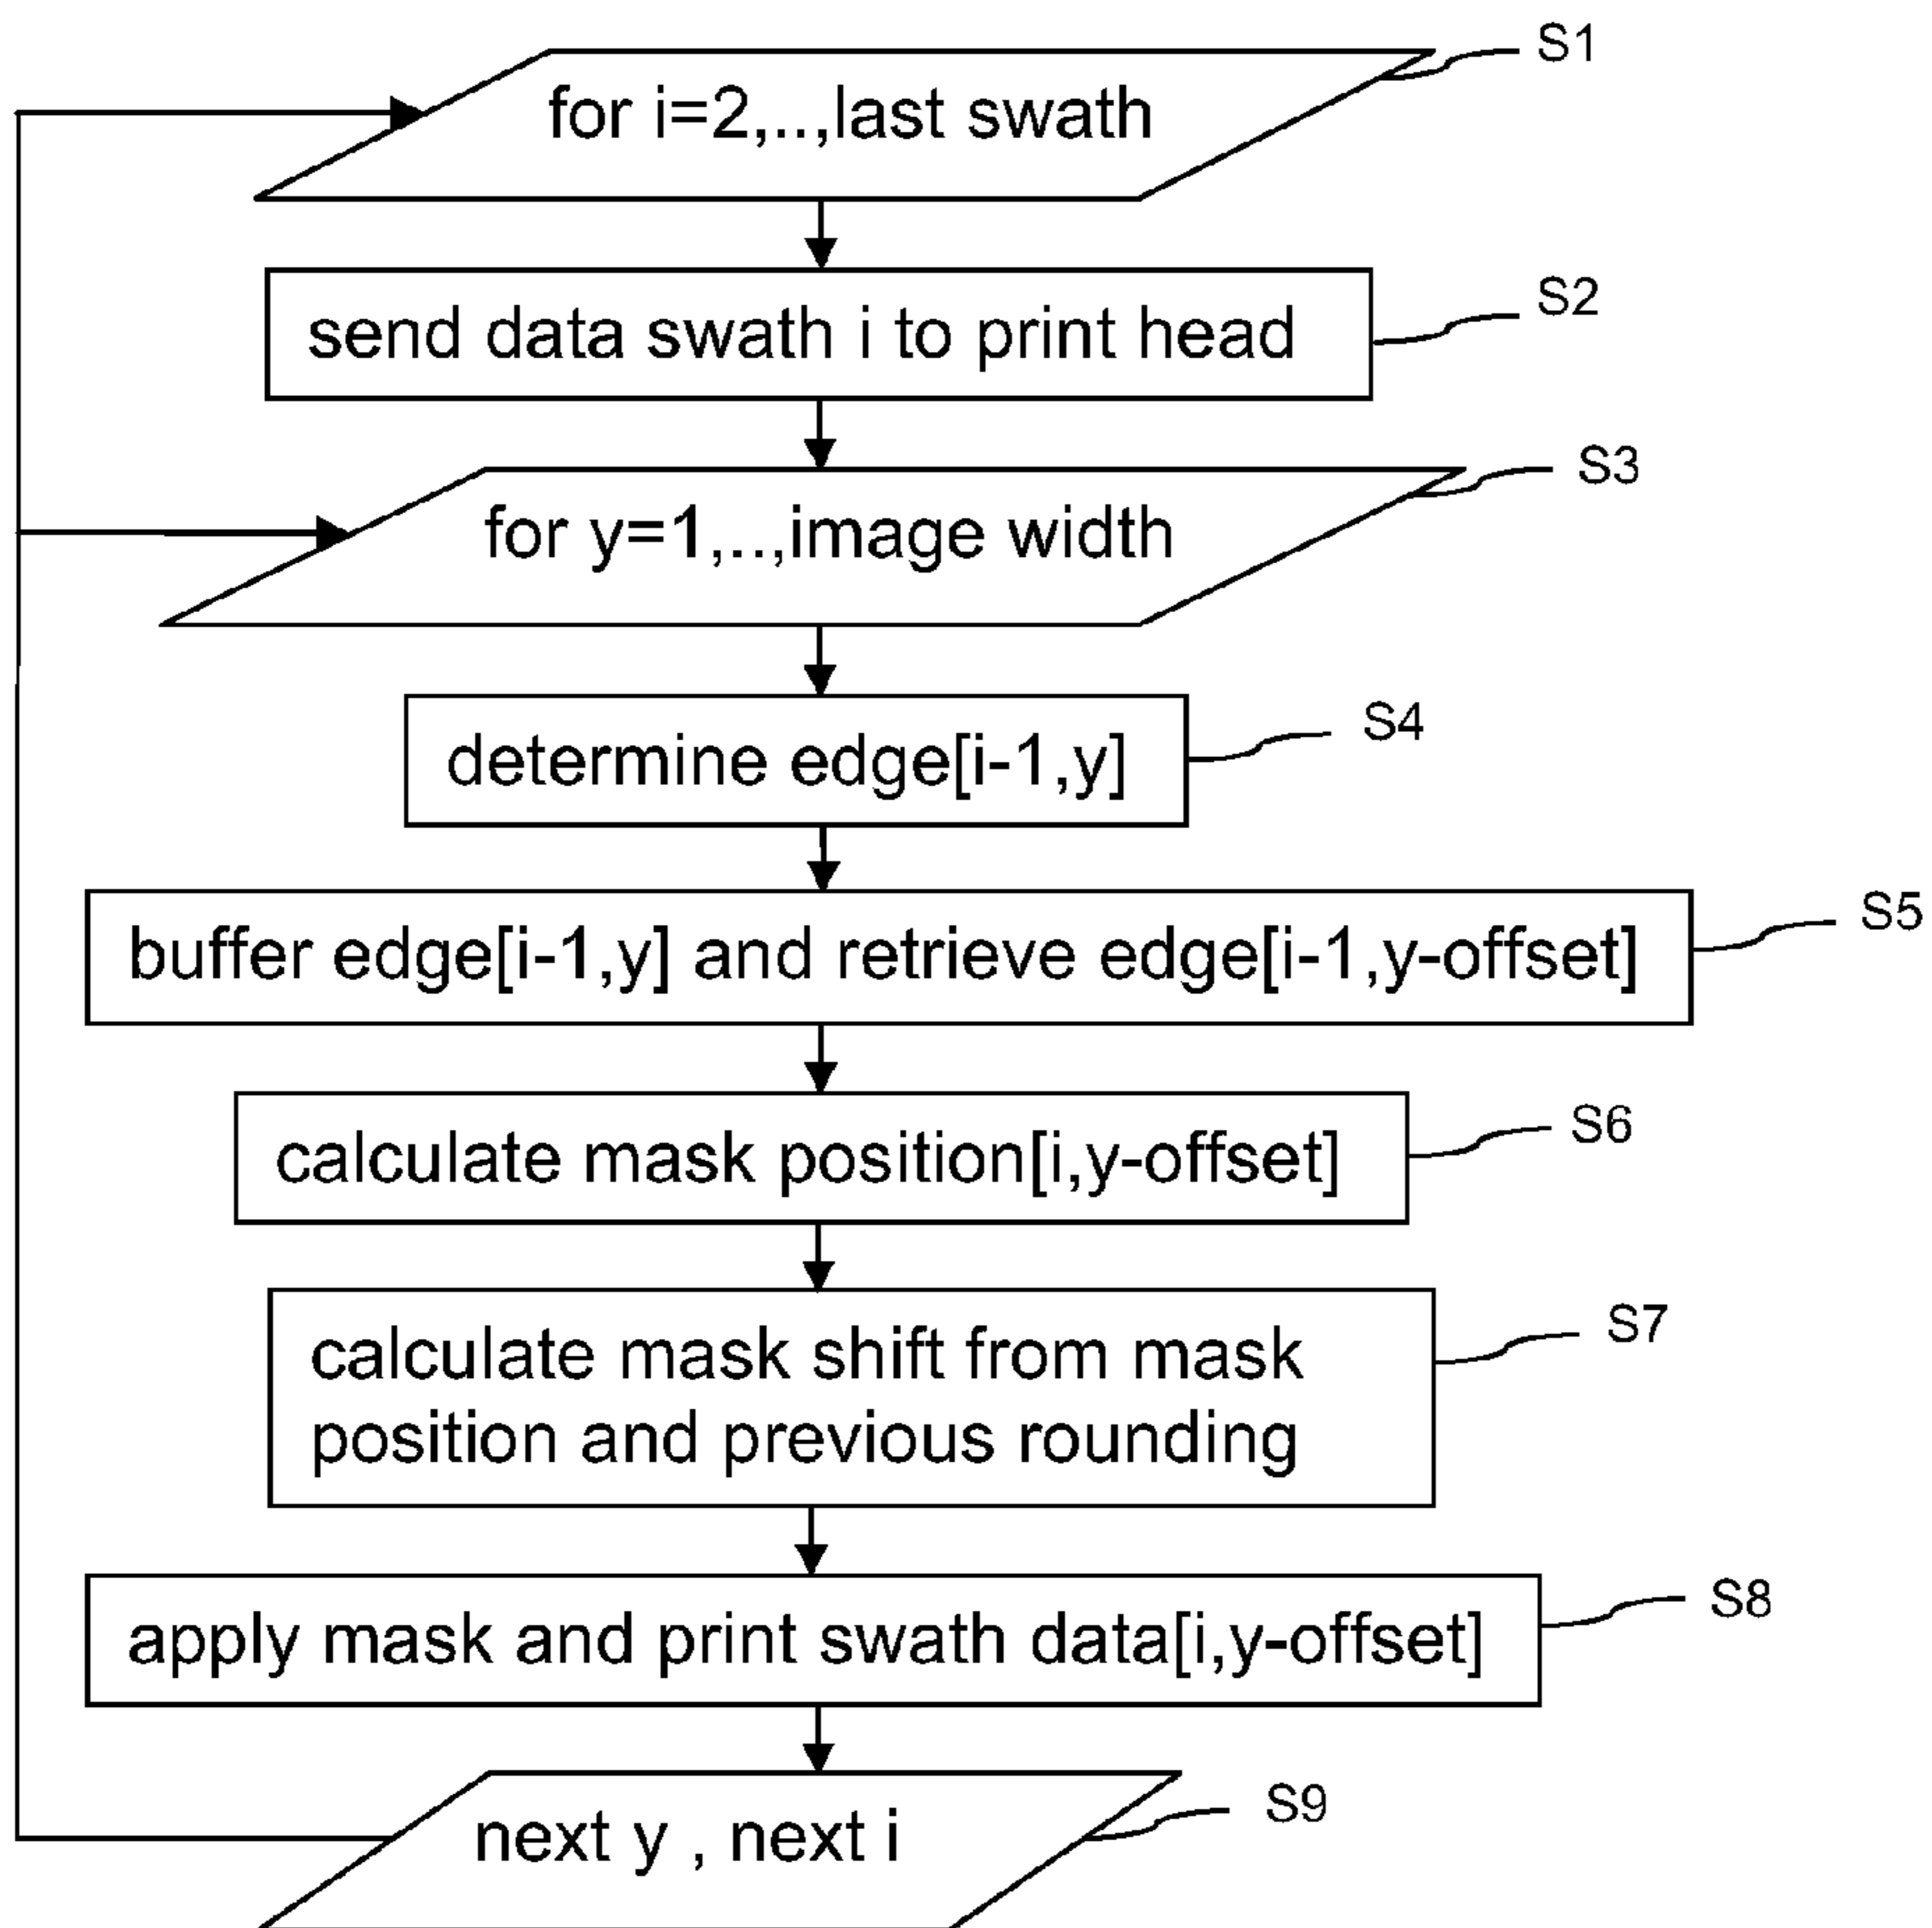 S1
for i=2,..,last swath
S2
send data swath i to print head
S3
for y=1,..,image width
S4
determine edge[i-1,y]
S5
buffer edge[i-1,y] and retrieve edge[i-1,y-offset]
S6
calculate mask position[i,y-offset]
S7
calculate mask shift from mask
position and previous rounding
S8
apply mask and print swath data[i,y-offset]
S9
next y , next i